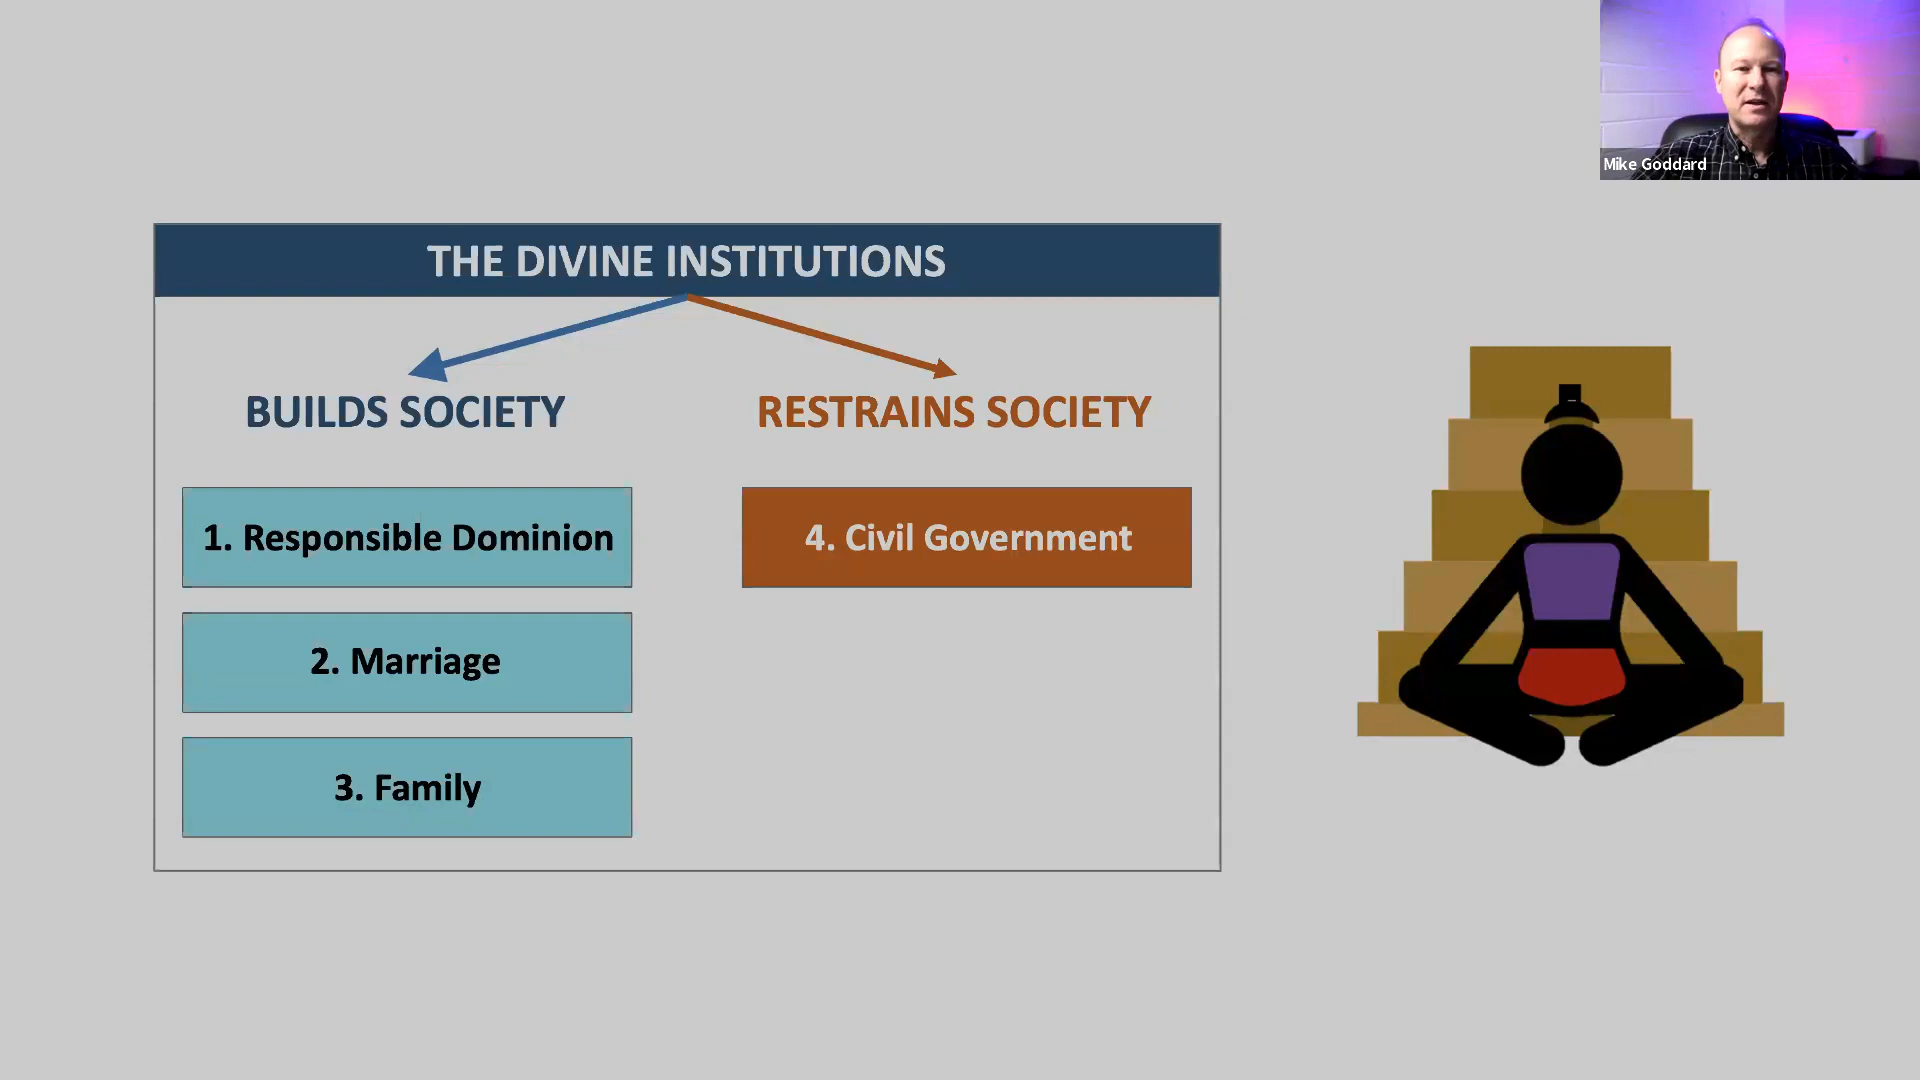 Mike Goddard
THE DIVINE INSTITUTIONS
BUILDS SOCIETY
RESTRAINS SOCIETY
1. Responsible Dominion
4. Civil Government
2. Marriage
3. Family